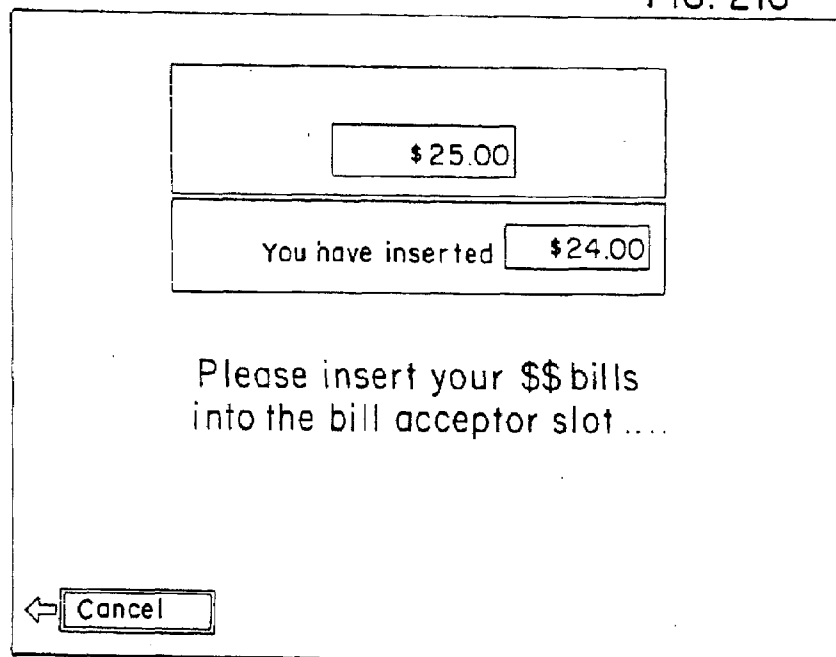 $25.00
You have inserted $24.00
Please insert your $$ bills
into the bill acceptor slot ....
Cancel